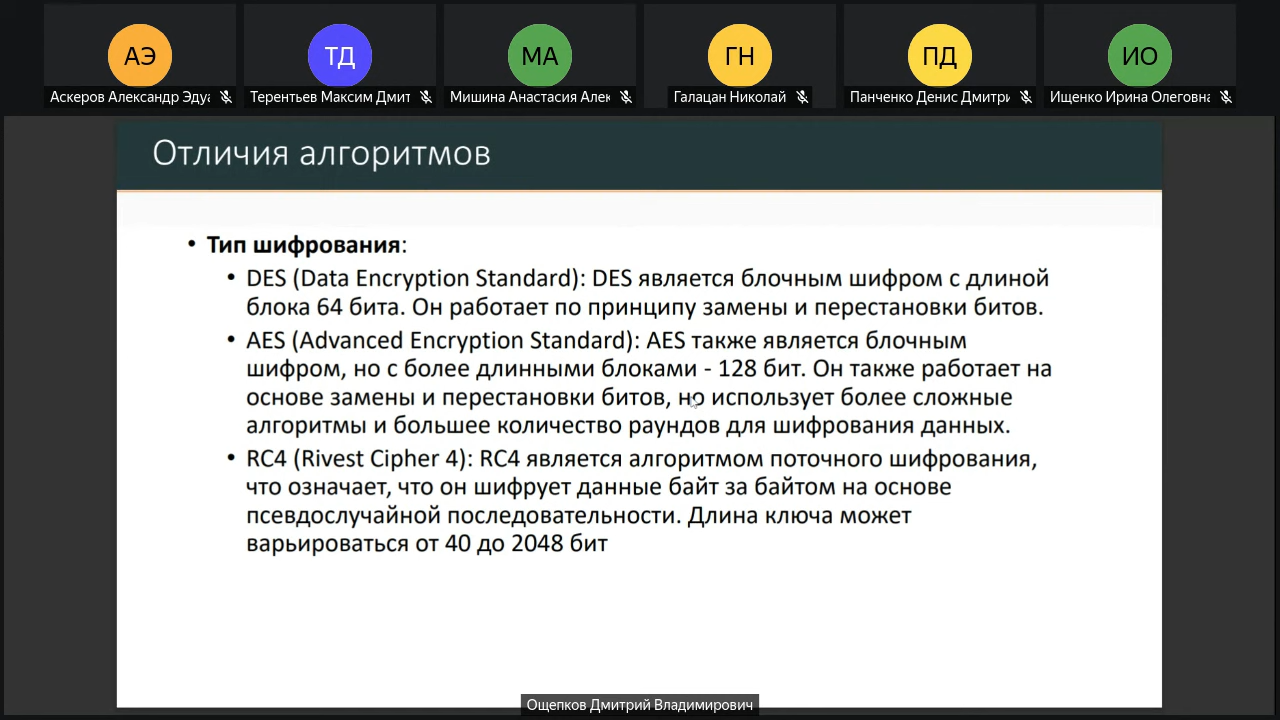 АЭ
ТД
МА
ГН
ПД
ИО
Аскеров Александр Эдуа
Терентьев Максим Дмит
Мишина Анастасия Алек
Галацан Николай
Панченко Денис Дмитри
Ищенко Ирина Олеговна
Отличия алгоритмов
• Тип шифрования:
• DES (Data Encryption Standard): DES является блочным шифром с длиной
блока 64 бита. Он работает по принципу замены и перестановки битов.
• AES (Advanced Encryption Standard): AES также является блочным
шифром, но с более длинными блоками - 128 бит. Он также работает на
основе замены и перестановки битов, но использует более сложные
алгоритмы и большее количество раундов для шифрования данных.
• RC4 (Rivest Cipher 4): RC4 является алгоритмом поточного шифрования,
что означает, что он шифрует данные байт за байтом на основе
псевдослучайной последовательности. Длина ключа может
варьироваться от 40 до 2048 бит
Ощепков Дмитрий Владимирович